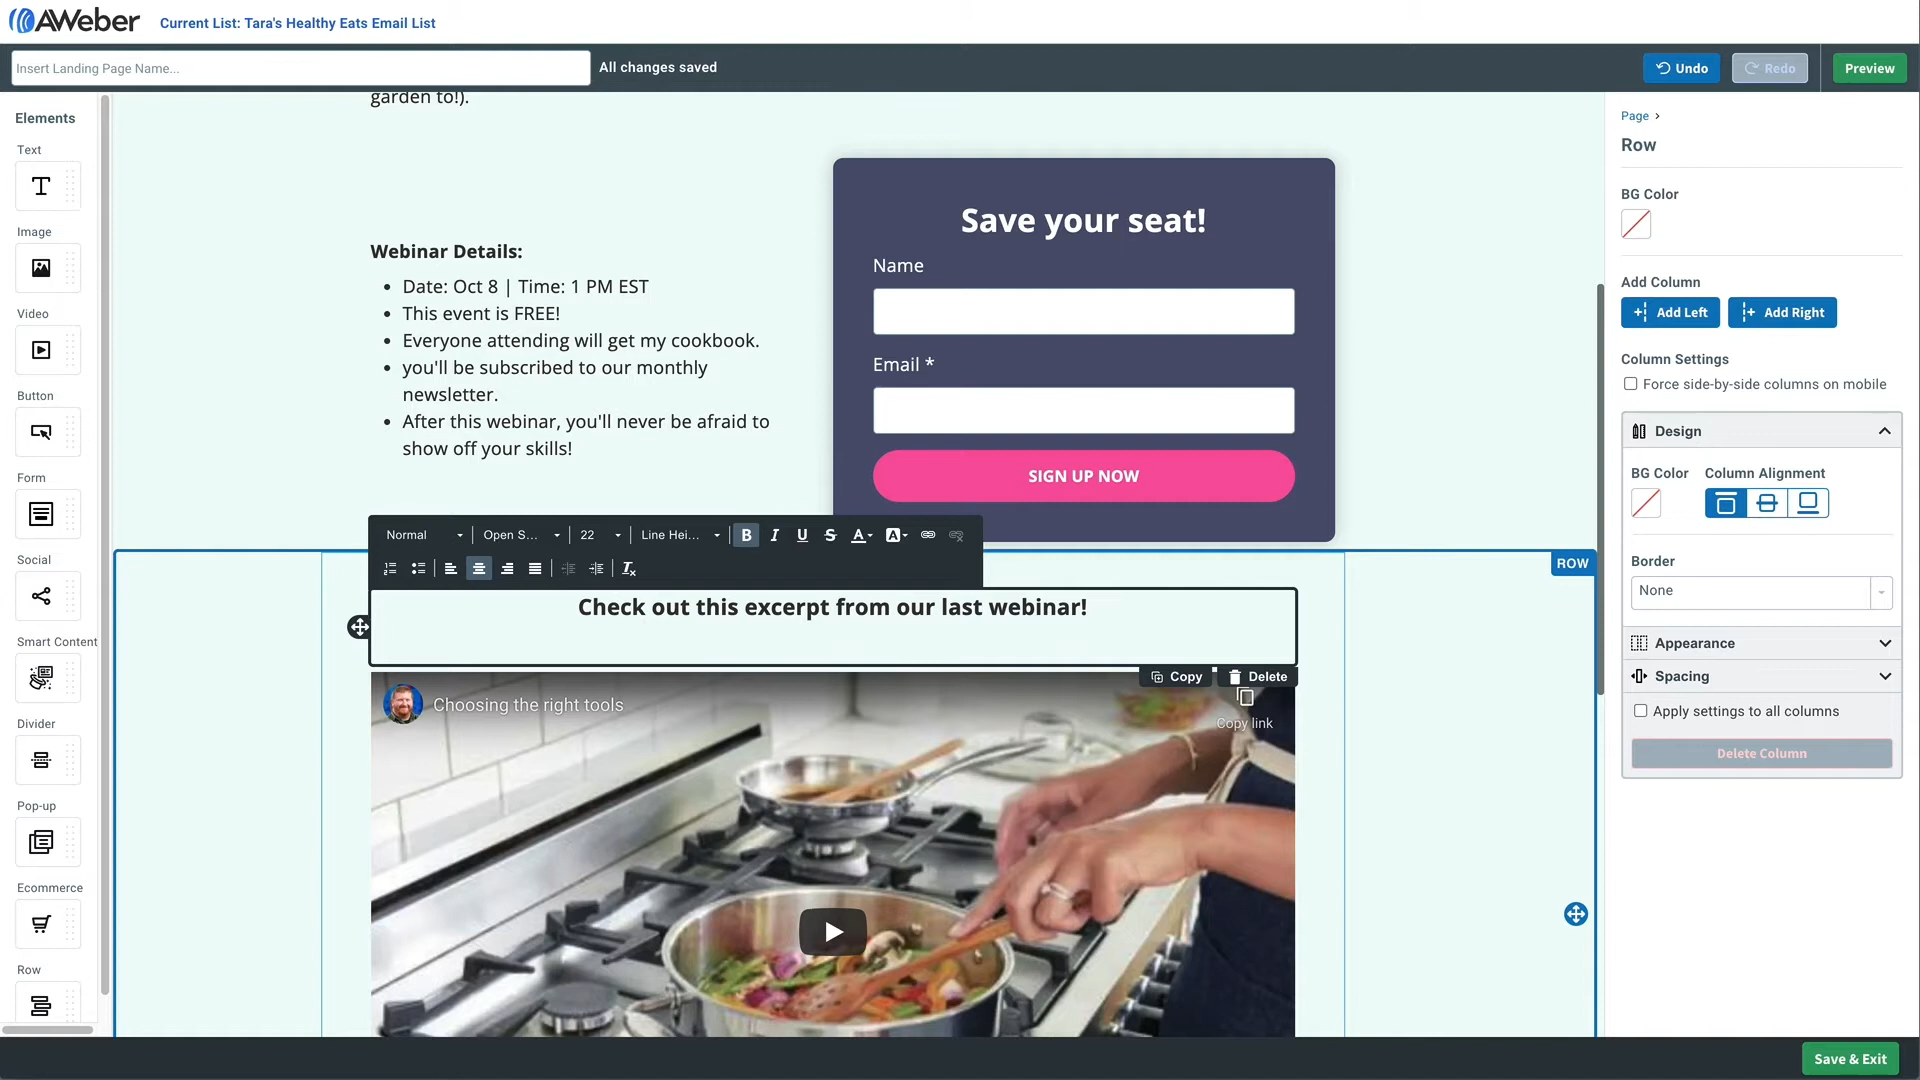 AWeber
Current List: Tara's Healthy Eats Email List
Insert Landing Page Name...
All changes saved
Undo
Redo
Preview
Elements
Text
Image
Video
Button
Form
Social
Smart Content
Divider
Pop-up
Ecommerce
Row
garden to!).
Webinar Details:
Date: Oct 8 | Time: 1 PM EST
This event is FREE!
Everyone attending will get my cookbook.
you'll be subscribed to our monthly
newsletter.
After this webinar, you'll never be afraid to
show off your skills!
Save your seat!
Name
Email *
SIGN UP NOW
Normal
Open S...
22
Line Hei...
ROW
Check out this excerpt from our last webinar!
Copy
Delete
Choosing the right tools
Copy link
Page
Row
BG Color
Add Column
Add Left
Add Right
Column Settings
Force side-by-side columns on mobile
Design
BG Color
Column Alignment
Border
None
Appearance
Spacing
Apply settings to all columns
Delete Column
Save & Exit